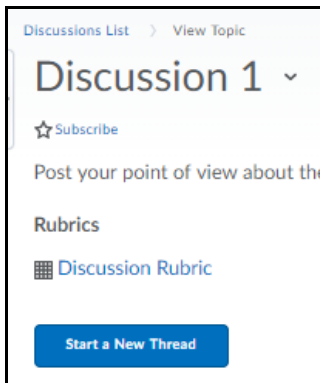 Discussions List > View Topic
Discussion 1
Subscribe
Post your point of view about the
Rubrics
Discussion Rubric
Start a New Thread